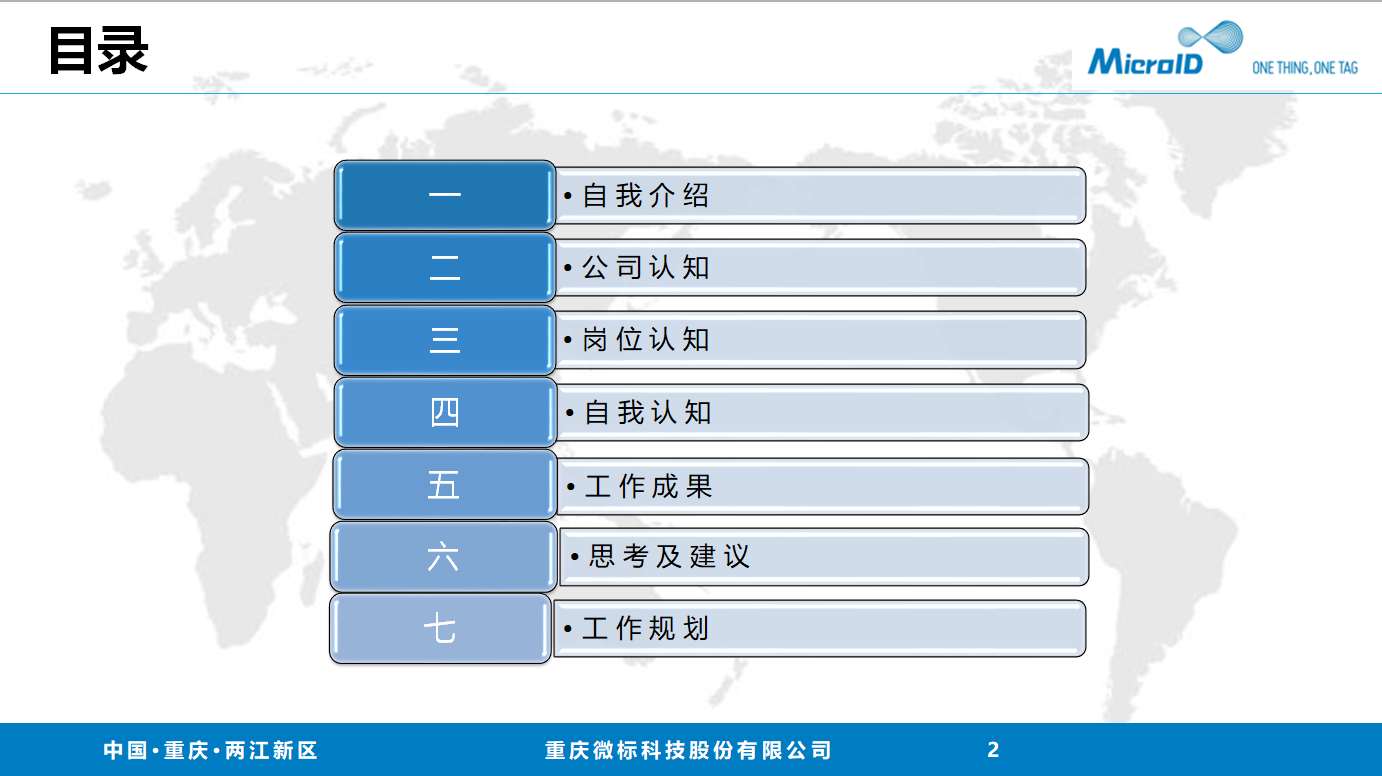 目录
MicroID ONE THING, ONE TAG
一 •自我介绍
二 •公司认知
三 •岗位认知
四 •自我认知
五 •工作成果
六 •思考及建议
七 •工作规划
中国•重庆•两江新区 重庆微标科技股份有限公司 2